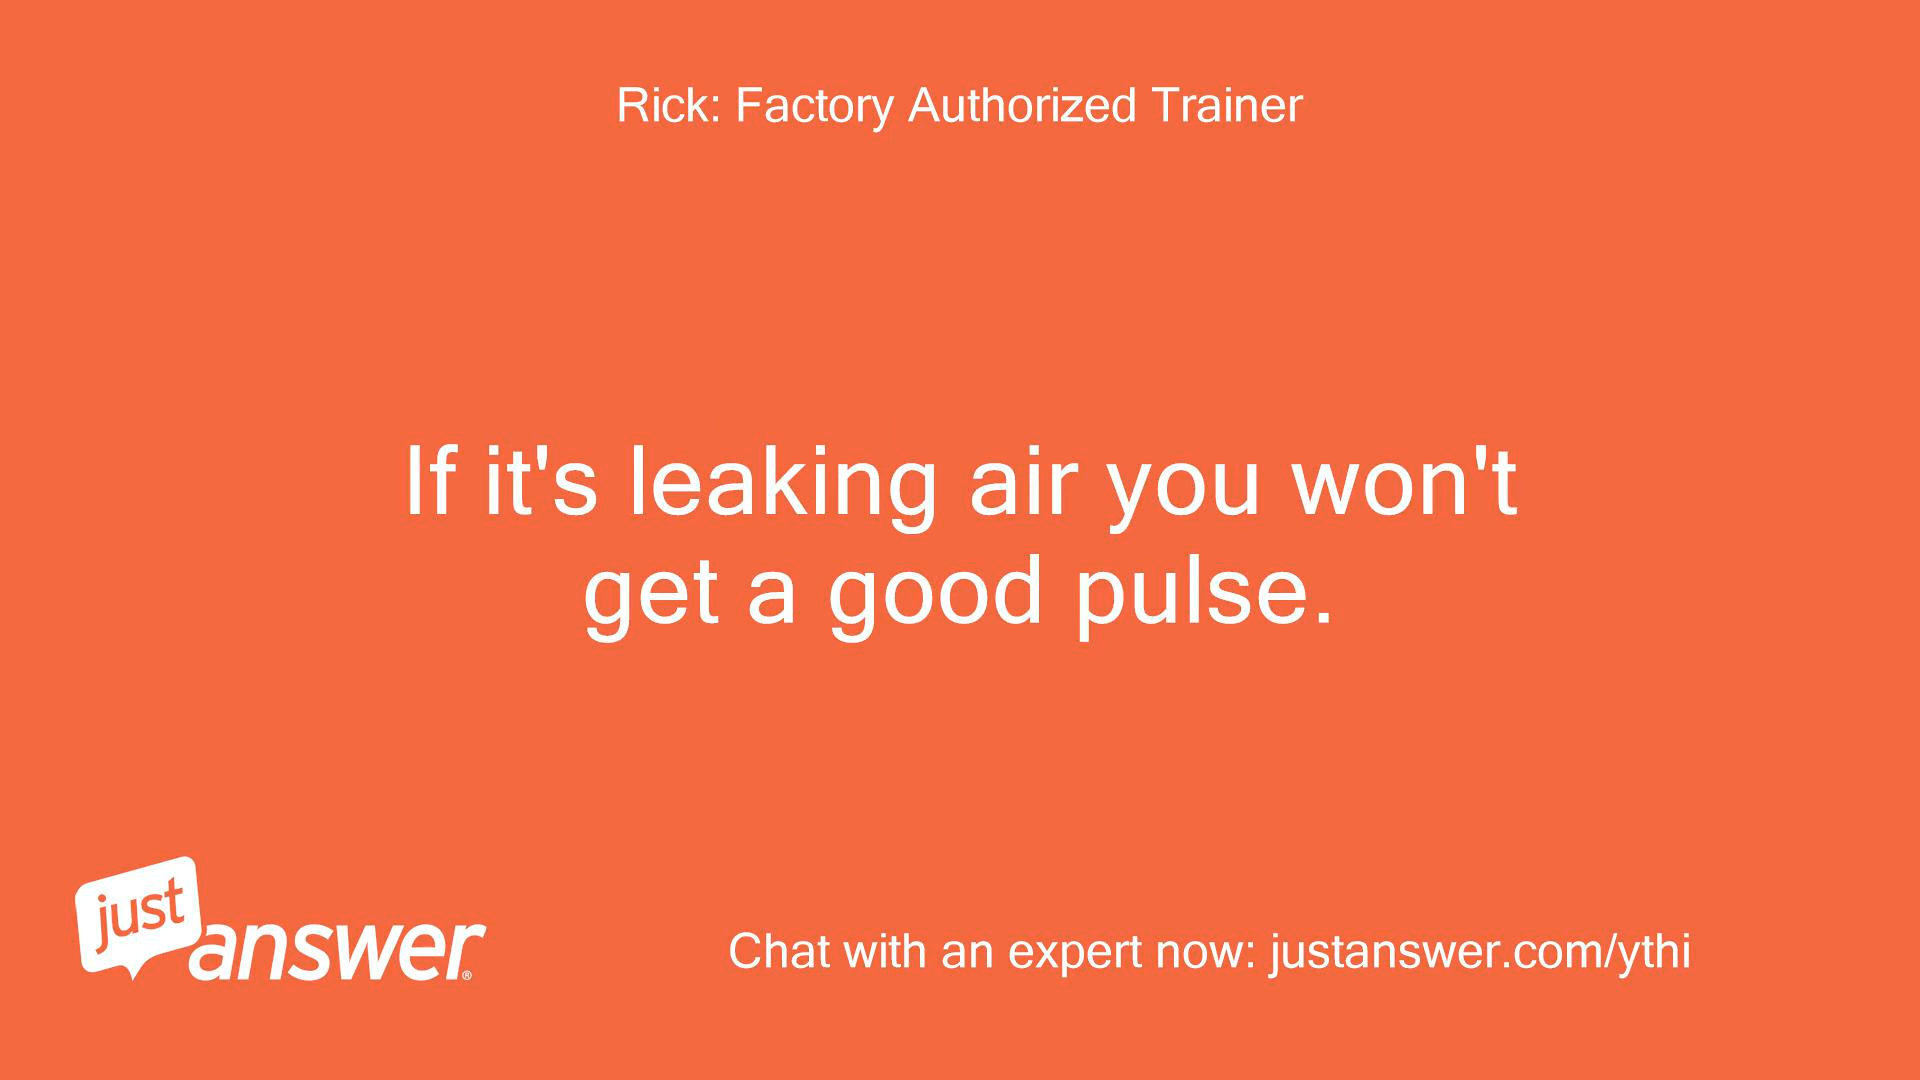 Rick: Factory Authorized Trainer
If it's leaking air you won't
get a good pulse.
just
answer®
Chat with an expert now: justanswer.com/ythi